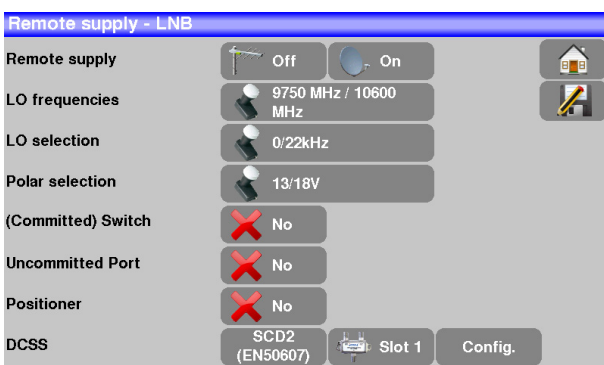 Remote supply - LNB
Remote supply Off On
LO frequencies 9750 MHz / 10600
MHz
LO selection 0/22kHz
Polar selection 13/18V
(Committed) Switch No
Uncommitted Port No
Positioner No
DCSS SCD2
(EN50607) Slot 1 Config.